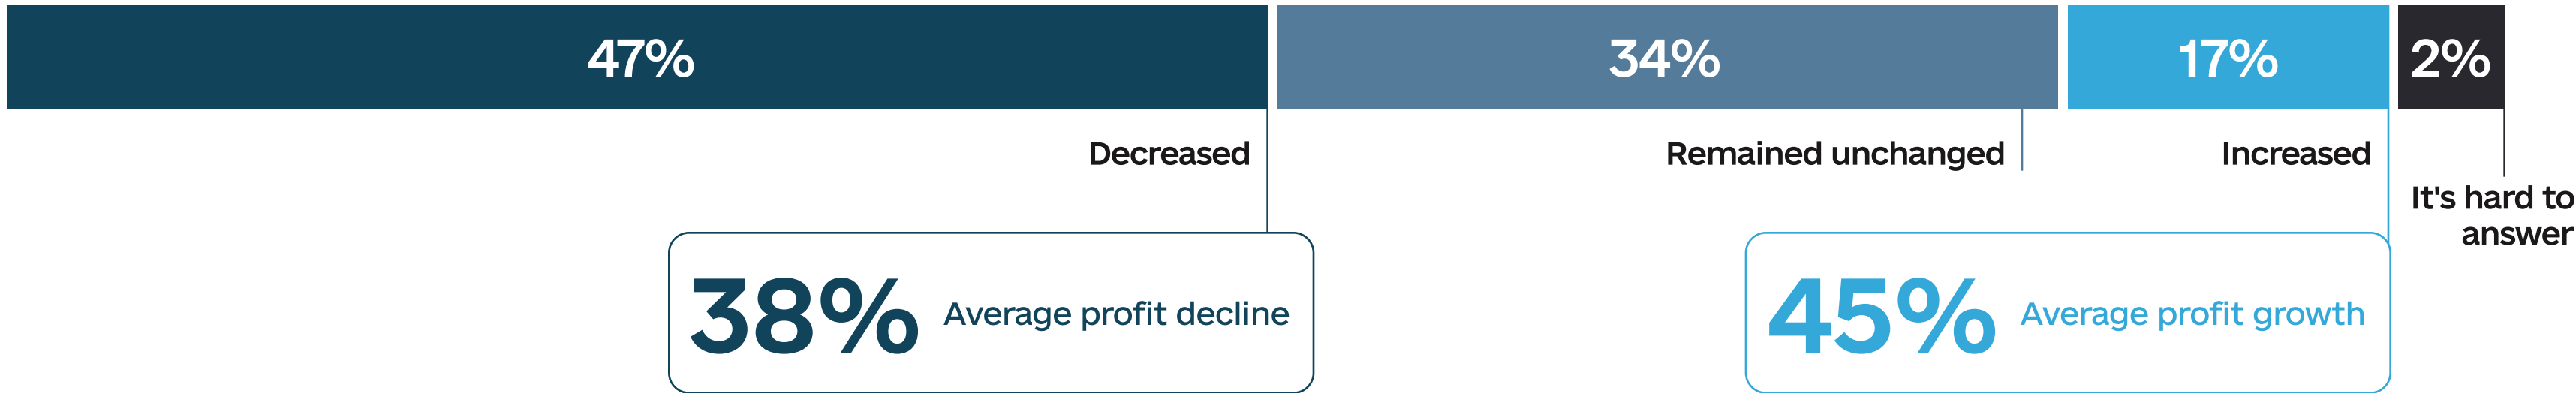 47%
34%
17%
2%
Decreased
Remained unchanged
Increased
It's hard to
answer
38% Average profit decline
45% Average profit growth